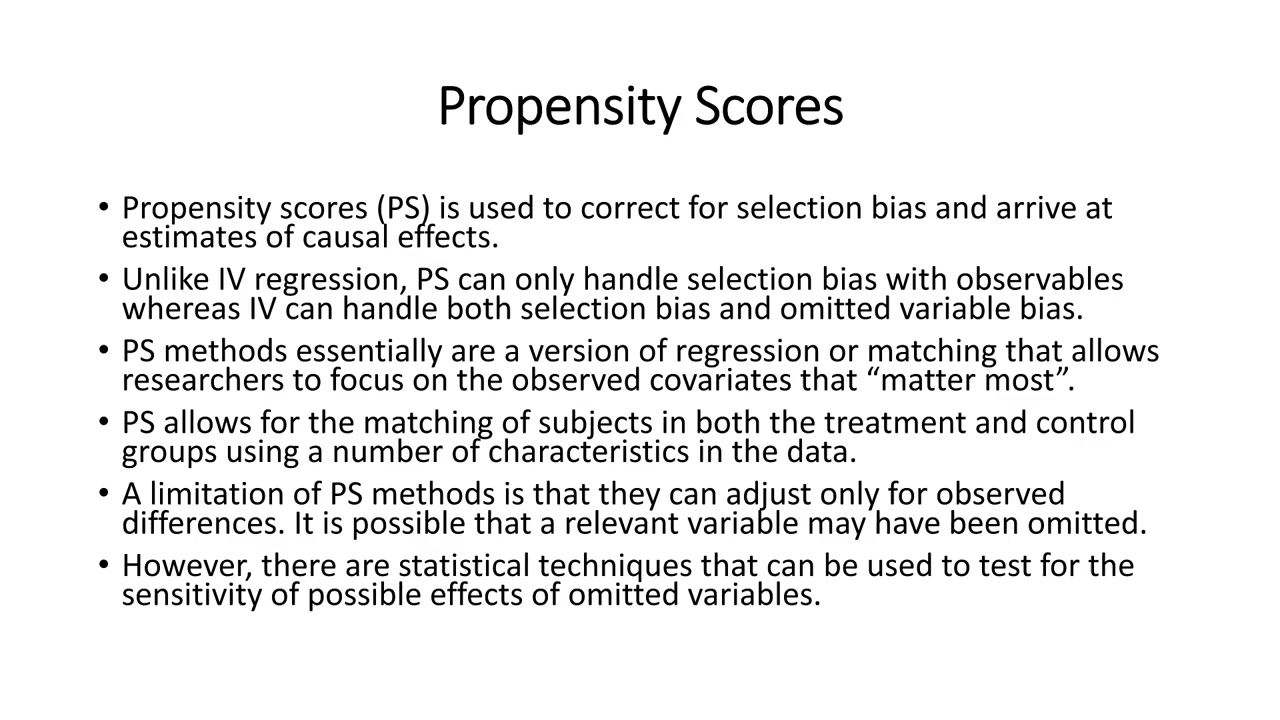 Propensity Scores
• Propensity scores (PS) is used to correct for selection bias and arrive at
estimates of causal effects.
• Unlike IV regression, PS can only handle selection bias with observables
whereas IV can handle both selection bias and omitted variable bias.
• PS methods essentially are a version of regression or matching that allows
researchers to focus on the observed covariates that “matter most”.
• PS allows for the matching of subjects in both the treatment and control
groups using a number of characteristics in the data.
• A limitation of PS methods is that they can adjust only for observed
differences. It is possible that a relevant variable may have been omitted.
• However, there are statistical techniques that can be used to test for the
sensitivity of possible effects of omitted variables.